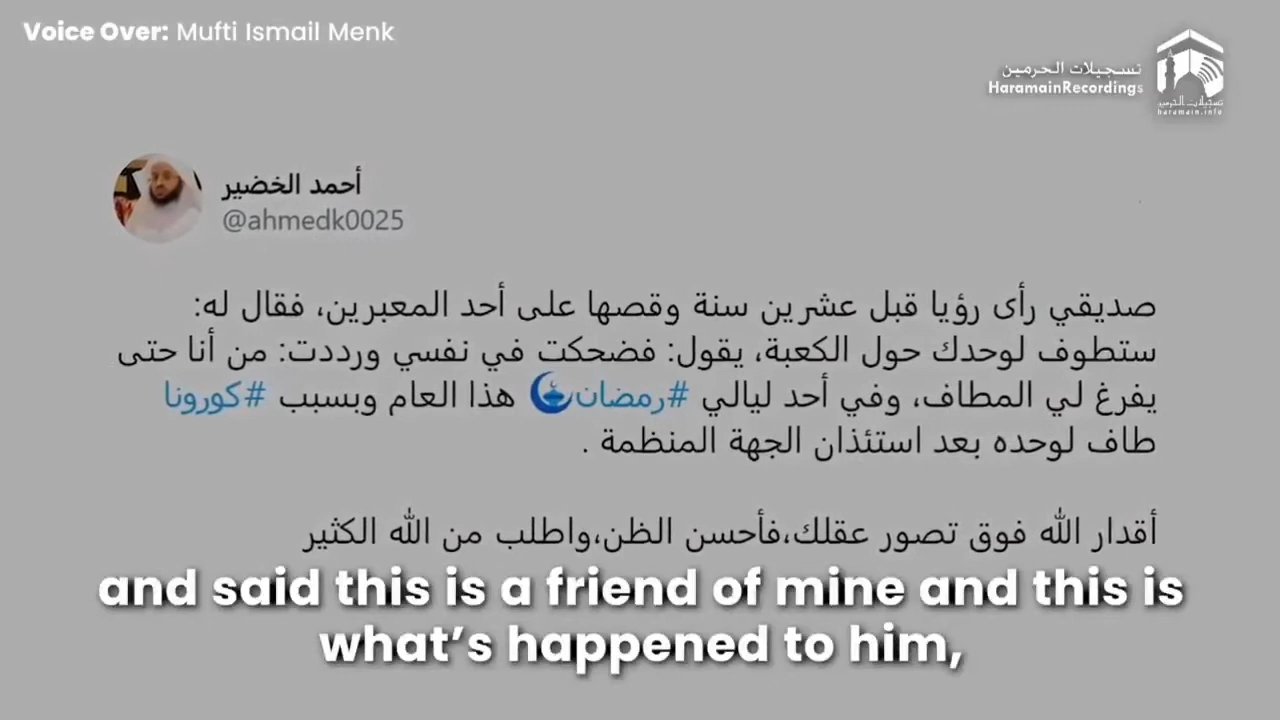 Voice Over: Mufti Ismail Menk
تسجيلات الحرمين
HaramainRecordings
تسجيلات الحرمين
haramain.info
أحمد الخضير
@ahmedk0025
صديقي رأى رؤيا قبل عشرين سنة وقصها على أحد المعبرين، فقال له:
ستطوف لوحدك حول الكعبة، يقول: فضحكت في نفسي ورددت: من أنا حتى
يفرغ لي المطاف، وفي أحد ليالي #رمضان هذا العام وبسبب #كورونا
طاف لوحده بعد استئذان الجهة المنظمة .
أقدار الله فوق تصور عقلك،فأحسن الظن،واطلب من الله الكثير
and said this is a friend of mine and this is
what's happened to him,